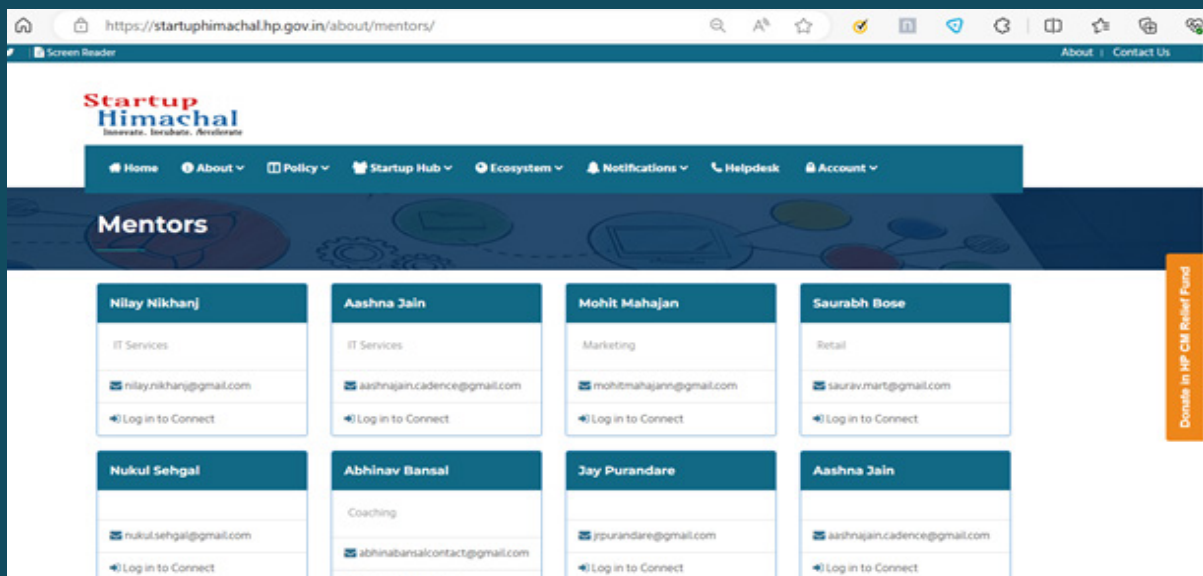 https://startuphimachal.hp.gov.in/about/mentors/
Screen Reader
About | Contact Us
Startup
Himachal
Innovate. Incubate. Accelerate
Home About Policy Startup Hub Ecosystem Notifications Helpdesk Account
Mentors
Donate in HP CM Relief Fund
Nilay Nikhanj
IT Services
nilay.nikhanj@gmail.com
Log in to Connect
Aashna Jain
IT Services
aashnajain.cadence@gmail.com
Log in to Connect
Mohit Mahajan
Marketing
mohitmahajann@gmail.com
Log in to Connect
Saurabh Bose
Retail
saurav.mart@gmail.com
Log in to Connect
Nukul Sehgal
nukul.sehgal@gmail.com
Log in to Connect
Abhinav Bansal
Coaching
abhinabansalcontact@gmail.com
Jay Purandare
jrpurandare@gmail.com
Log in to Connect
Aashna Jain
aashnajain.cadence@gmail.com
Log in to Connect